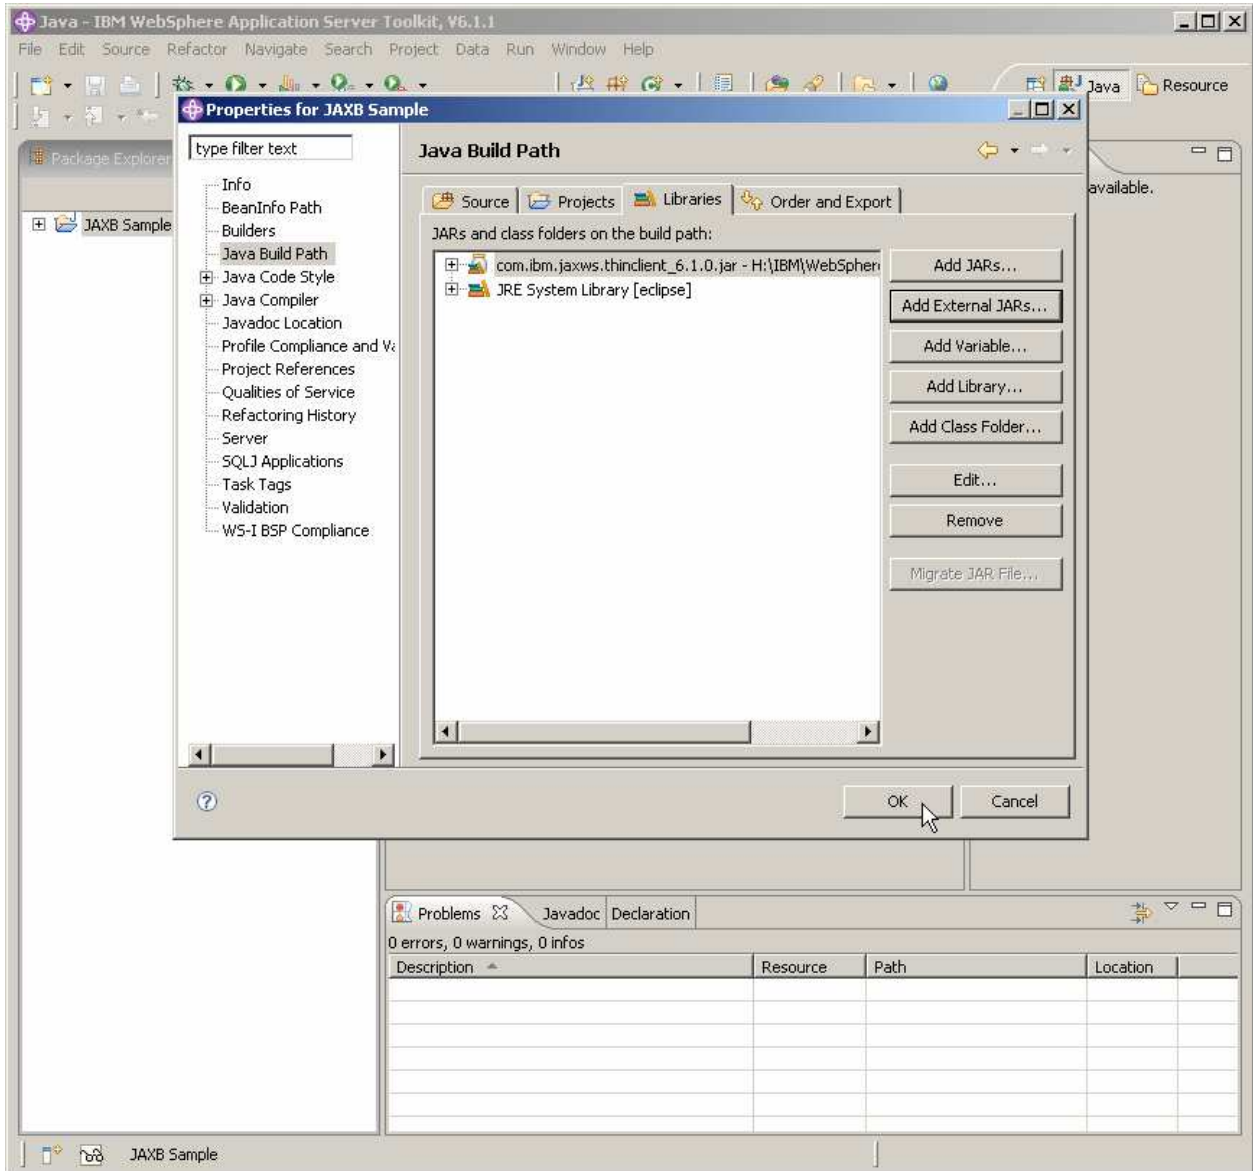 Java - IBM WebSphere Application Server Toolkit, V6.1.1
File Edit Source Refactor Navigate Search Project Data Run Window Help
Java Resource
Properties for JAXB Sample
Package Explorer
type filter text
Java Build Path
available.
Info
BeanInfo Path
Builders
Java Build Path
Java Code Style
Java Compiler
Javadoc Location
Profile Compliance and Va
Project References
Qualities of Service
Refactoring History
Server
SQLJ Applications
Task Tags
Validation
WS-I BSP Compliance
JAXB Sample
Source Projects Libraries Order and Export
JARs and class folders on the build path:
com.ibm.jaxws.thinclient_6.1.0.jar - H:\IBM\WebSphere
JRE System Library [eclipse]
Add JARs...
Add External JARs...
Add Variable...
Add Library...
Add Class Folder...
Edit...
Remove
Migrate JAR File...
OK Cancel
Problems Javadoc Declaration
0 errors, 0 warnings, 0 infos
Description Resource Path Location
JAXB Sample